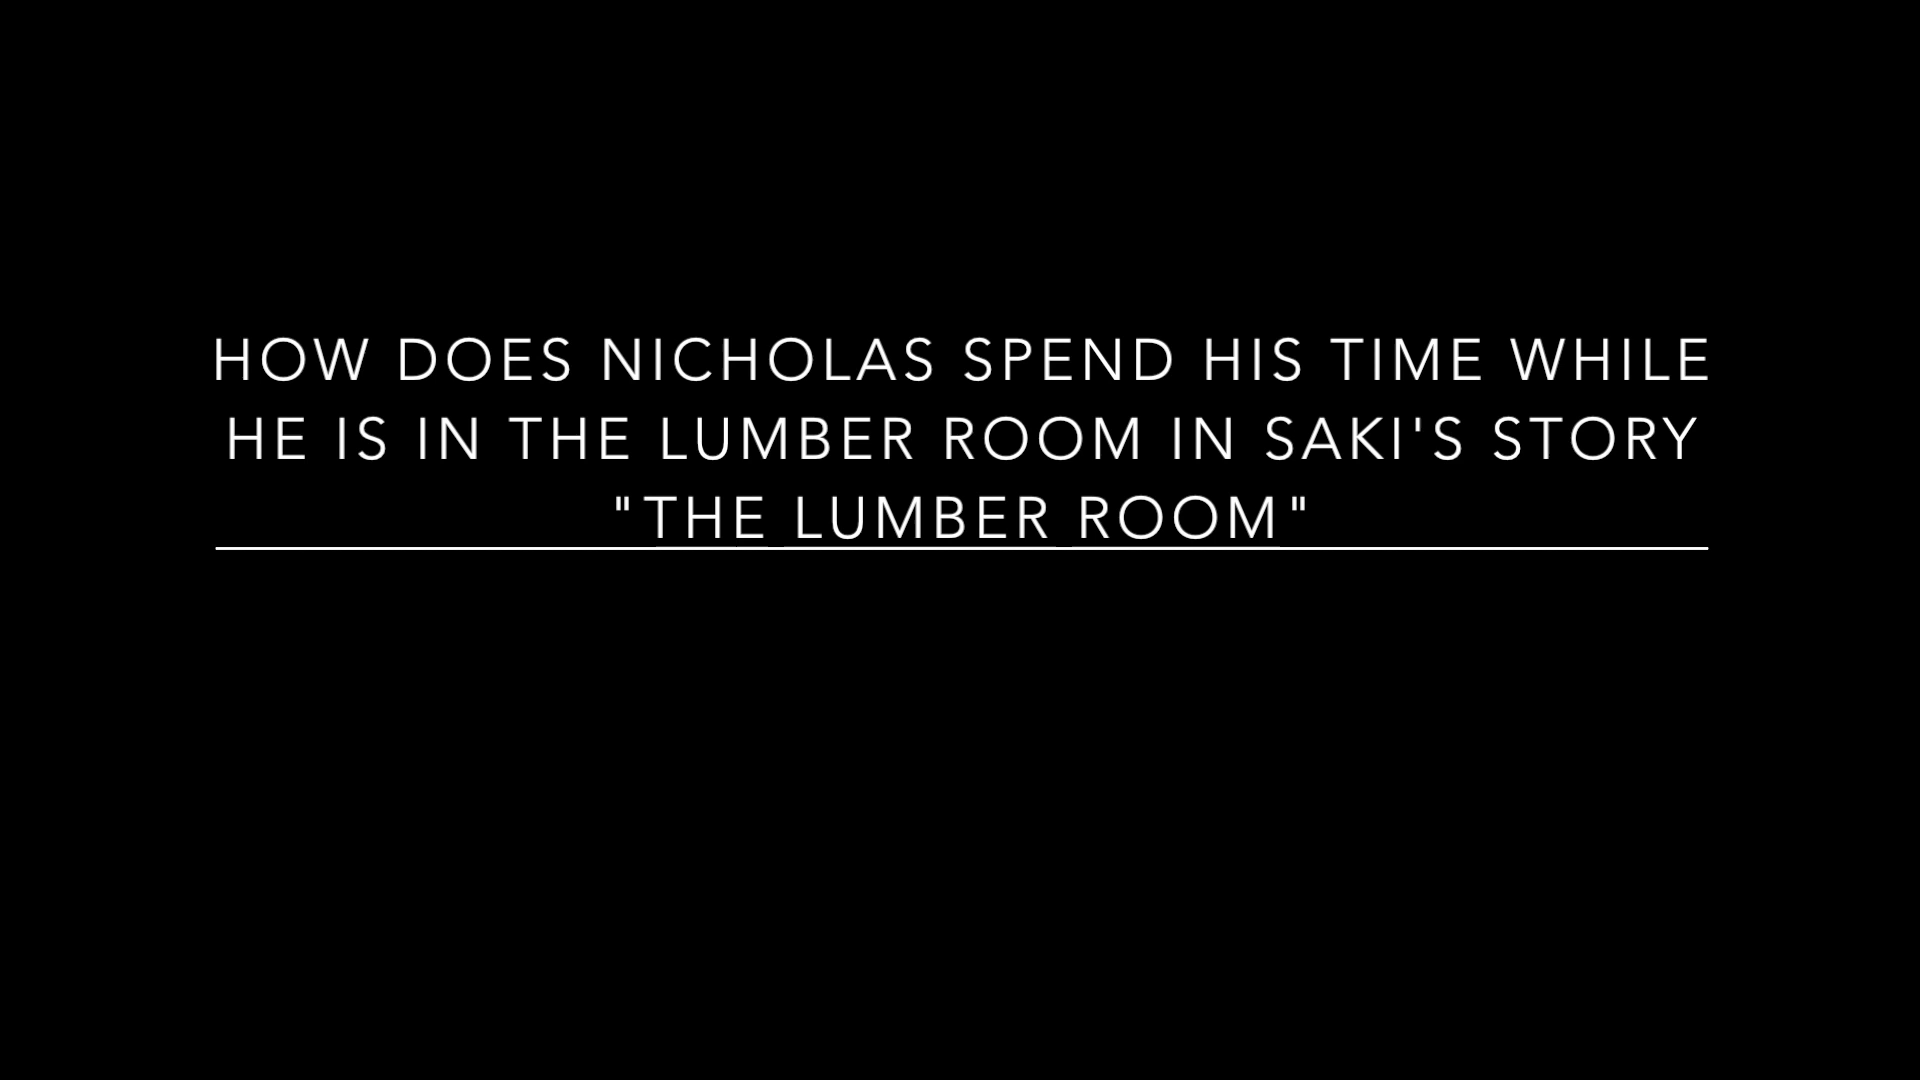 HOW DOES NICHOLAS SPEND HIS TIME WHILE
HE IS IN THE LUMBER ROOM IN SAKI'S STORY
"THE LUMBER ROOM"